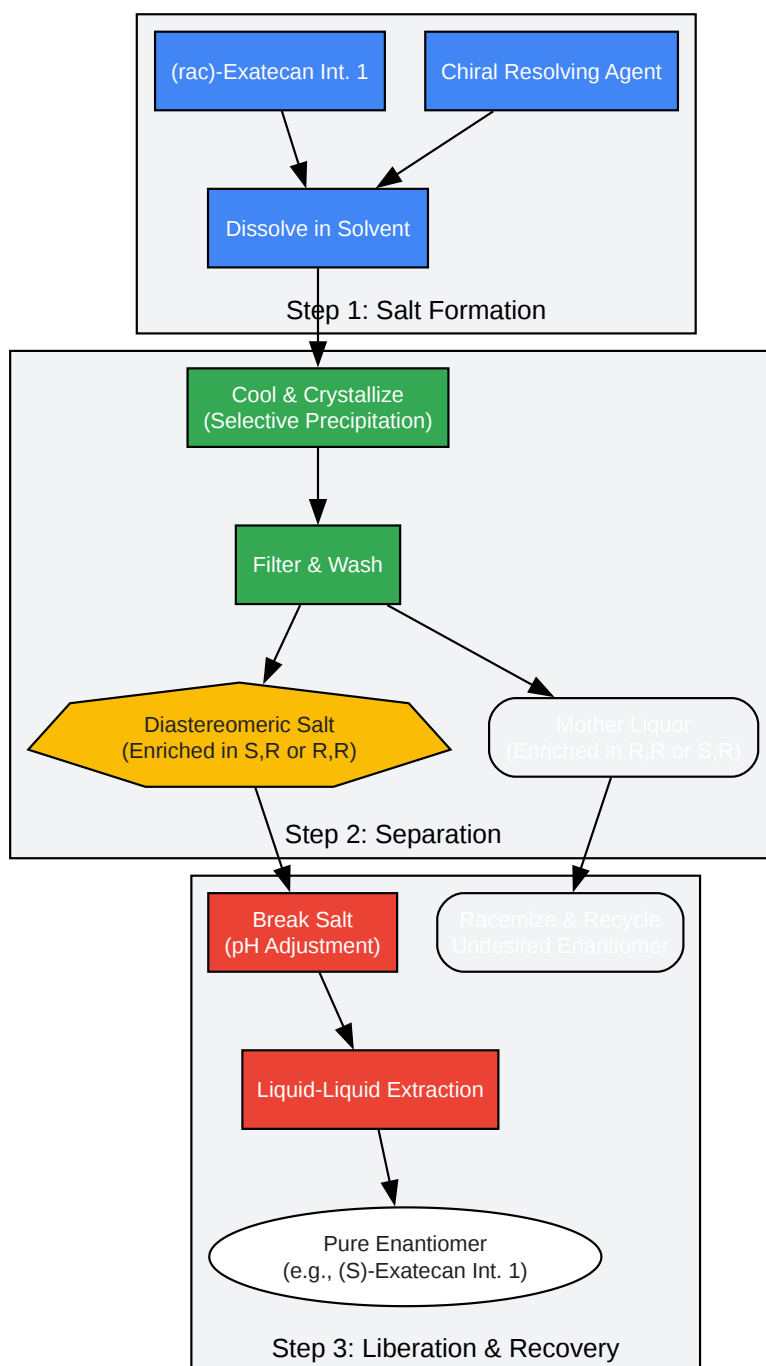 (rac)-Exatecan Int. 1
Chiral Resolving Agent
Dissolve in Solvent
Step 1: Salt Formation
Cool & Crystallize
(Selective Precipitation)
Filter & Wash
Diastereomeric Salt
(Enriched in S,R or R,R)
Mother Liquor
(Enriched in R,R or S,R)
Step 2: Separation
Break Salt
(pH Adjustment)
Racemize & Recycle
Undesired Enantiomer
Liquid-Liquid Extraction
Pure Enantiomer
(e.g., (S)-Exatecan Int. 1)
Step 3: Liberation & Recovery